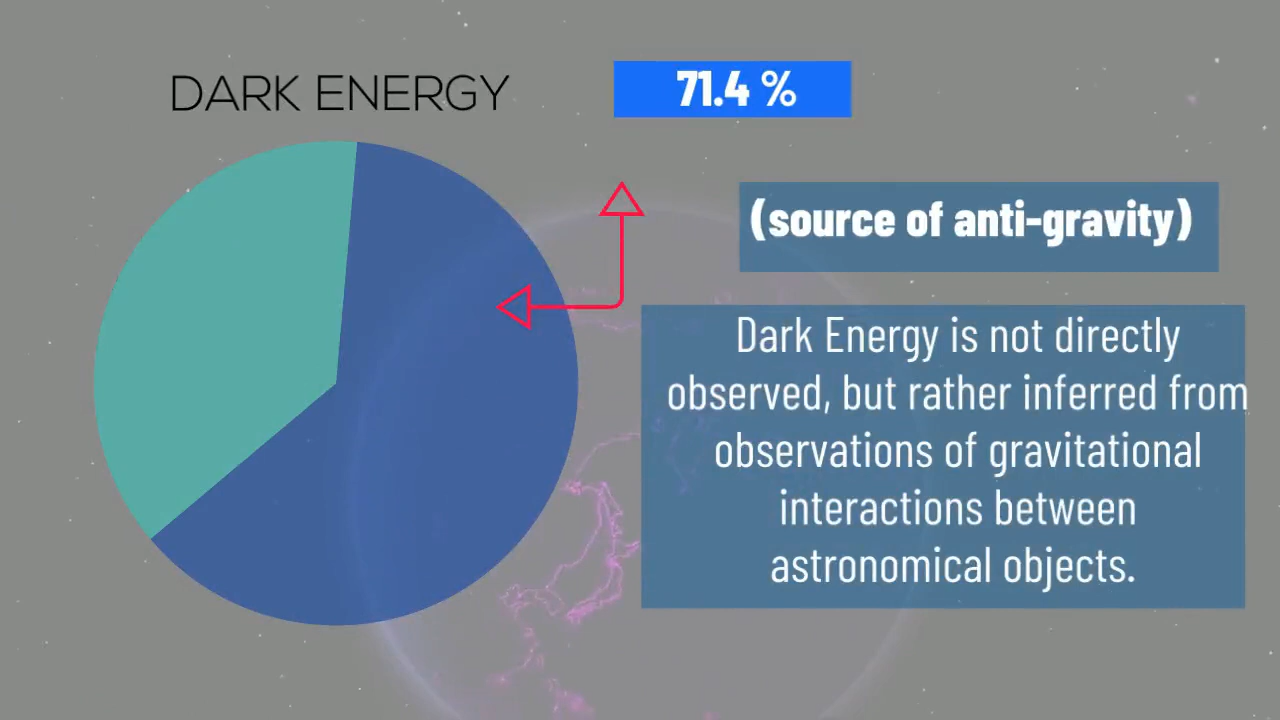 DARK ENERGY
71.4 %
(source of anti-gravity)
Dark Energy is not directly
observed, but rather inferred from
observations of gravitational
interactions between
astronomical objects.